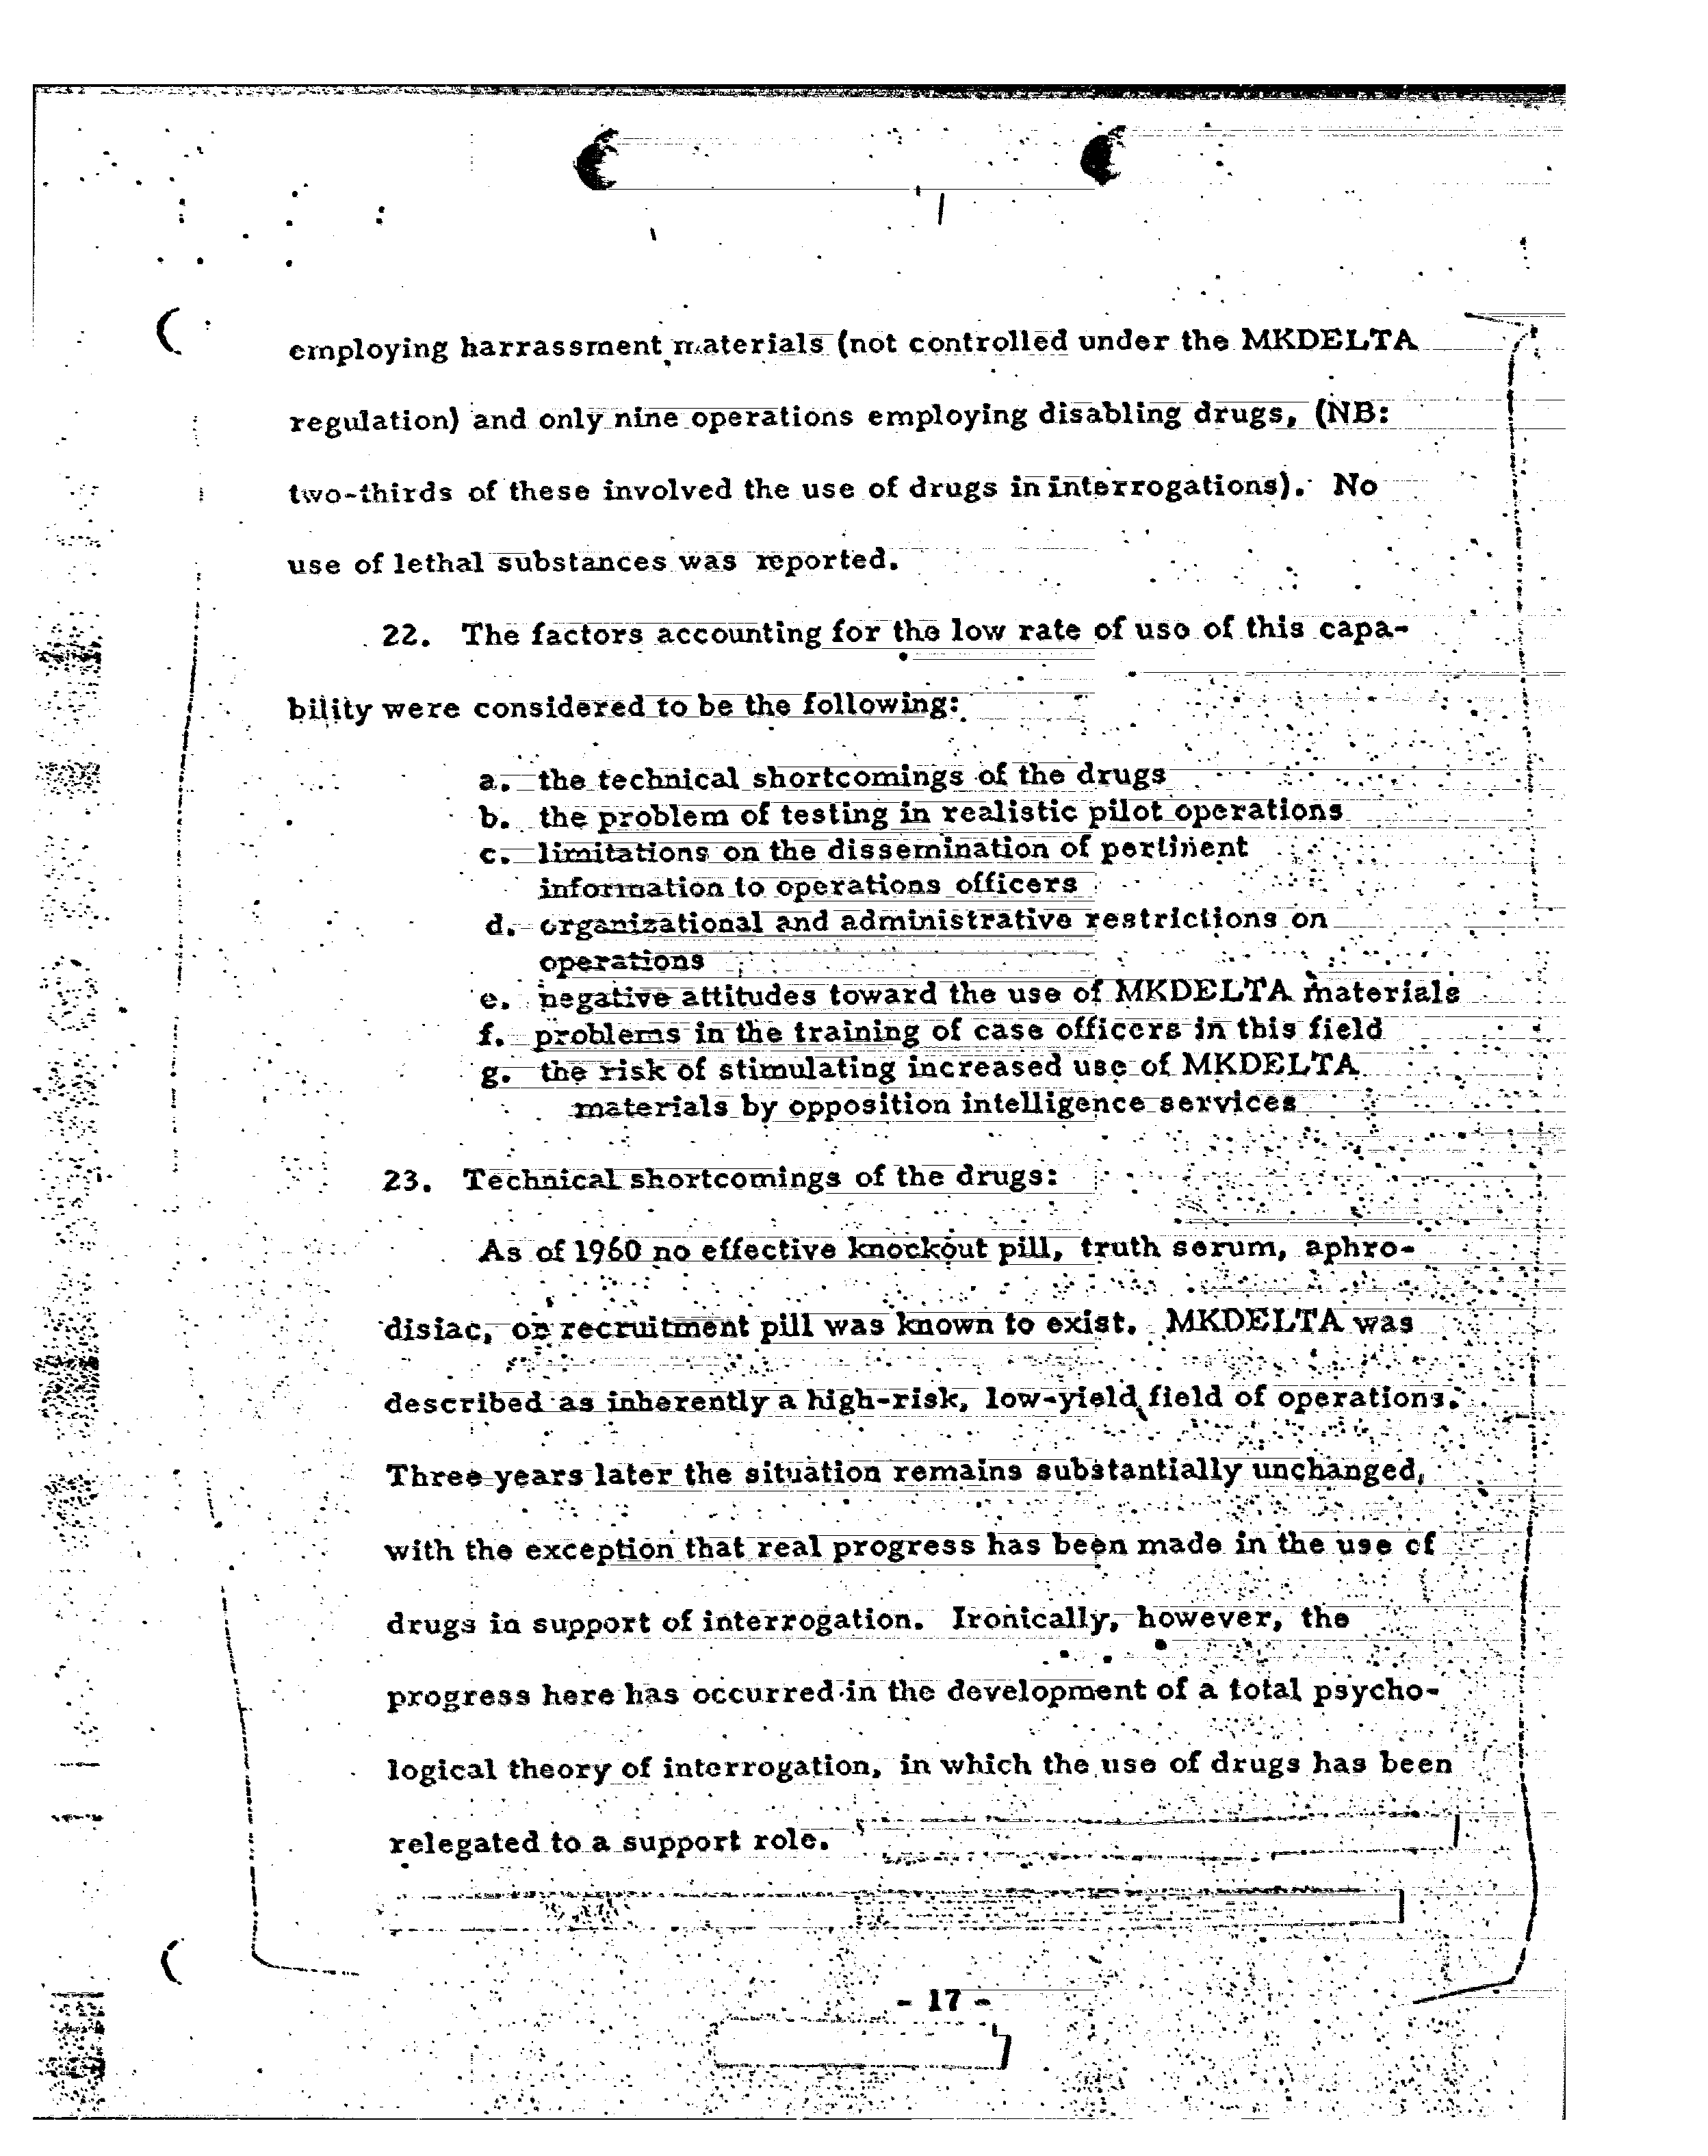 employing harrassment materials (not controlled under the MKDELTA
regulation) and only nine operations employing disabling drugs, (NB:
two-thirds of these involved the use of drugs in interrogations). No
use of lethal substances was reported.
22. The factors accounting for the low rate of use of this capa-
bility were considered to be the following:
a. the technical shortcomings of the drugs
b. the problem of testing in realistic pilot operations
c. limitations on the dissemination of pertinent
information to operations officers
d. organizational and administrative restrictions on
operations
e. negative attitudes toward the use of MKDELTA materials
f. problems in the training of case officers in this field
g. the risk of stimulating increased use of MKDELTA
materials by opposition intelligence services
23. Technical shortcomings of the drugs:
As of 1960 no effective knockout pill, truth serum, aphro-
disiac, or recruitment pill was known to exist. MKDELTA was
described as inherently a high-risk, low-yield field of operations.
Three years later the situation remains substantially unchanged,
with the exception that real progress has been made in the use of
drugs in support of interrogation. Ironically, however, the
progress here has occurred in the development of a total psycho-
logical theory of interrogation, in which the use of drugs has been
relegated to a support role.
- 17 -